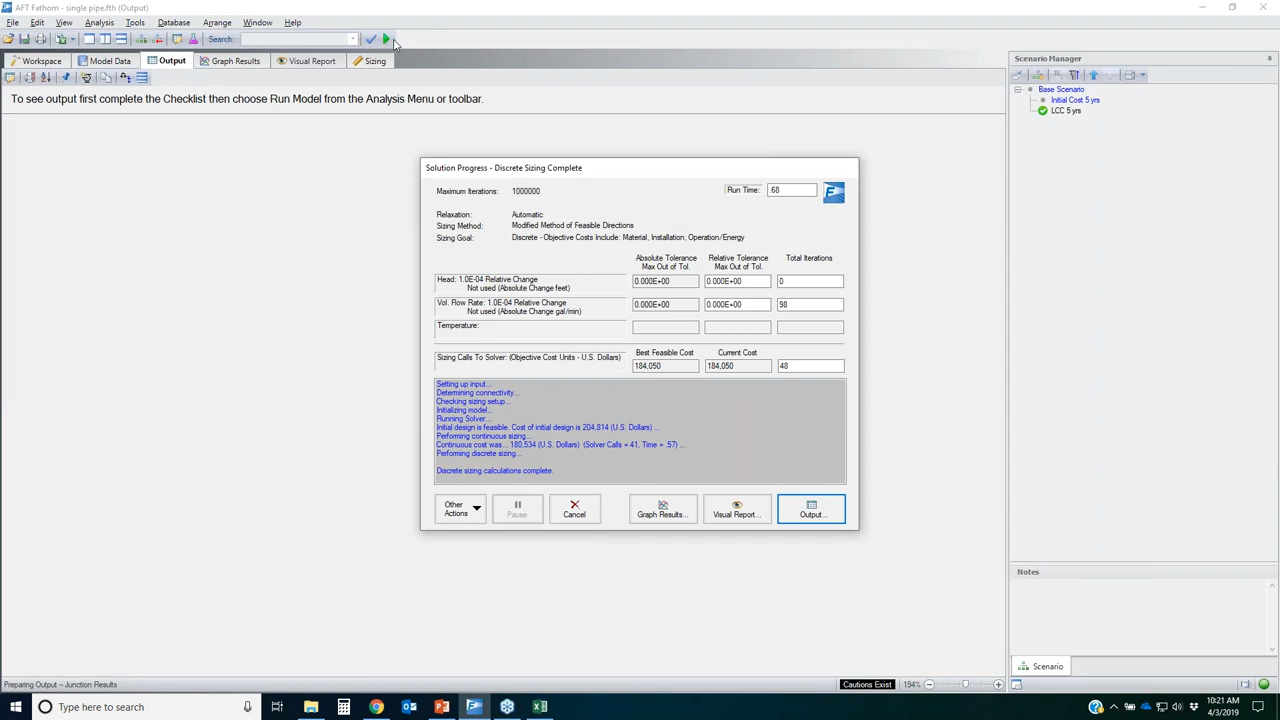 AFT Fathom - single pipe.fth (Output)
File Edit View Analysis Tools Database Arrange Window Help
Search:
Workspace Model Data Output Graph Results Visual Report Sizing
To see output first complete the Checklist then choose Run Model from the Analysis Menu or toolbar.
Scenario Manager
Base Scenario
Initial Cost 5 yrs
LCC 5 yrs
Solution Progress - Discrete Sizing Complete
Maximum Iterations: 1000000
Run Time: .68
Relaxation: Automatic
Sizing Method: Modified Method of Feasible Directions
Sizing Goal: Discrete - Objective Costs Include: Material, Installation, Operation/Energy
Absolute Tolerance Relative Tolerance Total Iterations
Max Out of Tol. Max Out of Tol.
Head: 1.0E-04 Relative Change 0.000E+00 0.000E+00 0
Not used (Absolute Change feet)
Vol. Flow Rate: 1.0E-04 Relative Change 0.000E+00 0.000E+00 98
Not used (Absolute Change gal/min)
Temperature:
Best Feasible Cost Current Cost
Sizing Calls To Solver: (Objective Cost Units - U.S. Dollars) 184,050 184,050 48
Setting up input...
Determining connectivity...
Checking sizing setup...
Initializing model...
Running Solver...
Initial design is feasible. Cost of initial design is 204,814 (U.S. Dollars) ...
Performing continuous sizing...
Continuous cost was... 180,534 (U.S. Dollars) (Solver Calls = 41, Time = .57) ...
Performing discrete sizing...
Discrete sizing calculations complete.
Other Actions Pause Cancel Graph Results... Visual Report... Output...
Notes
Scenario
Preparing Output – Junction Results
Cautions Exist 194%
Type here to search
10:21 AM
4/3/2019